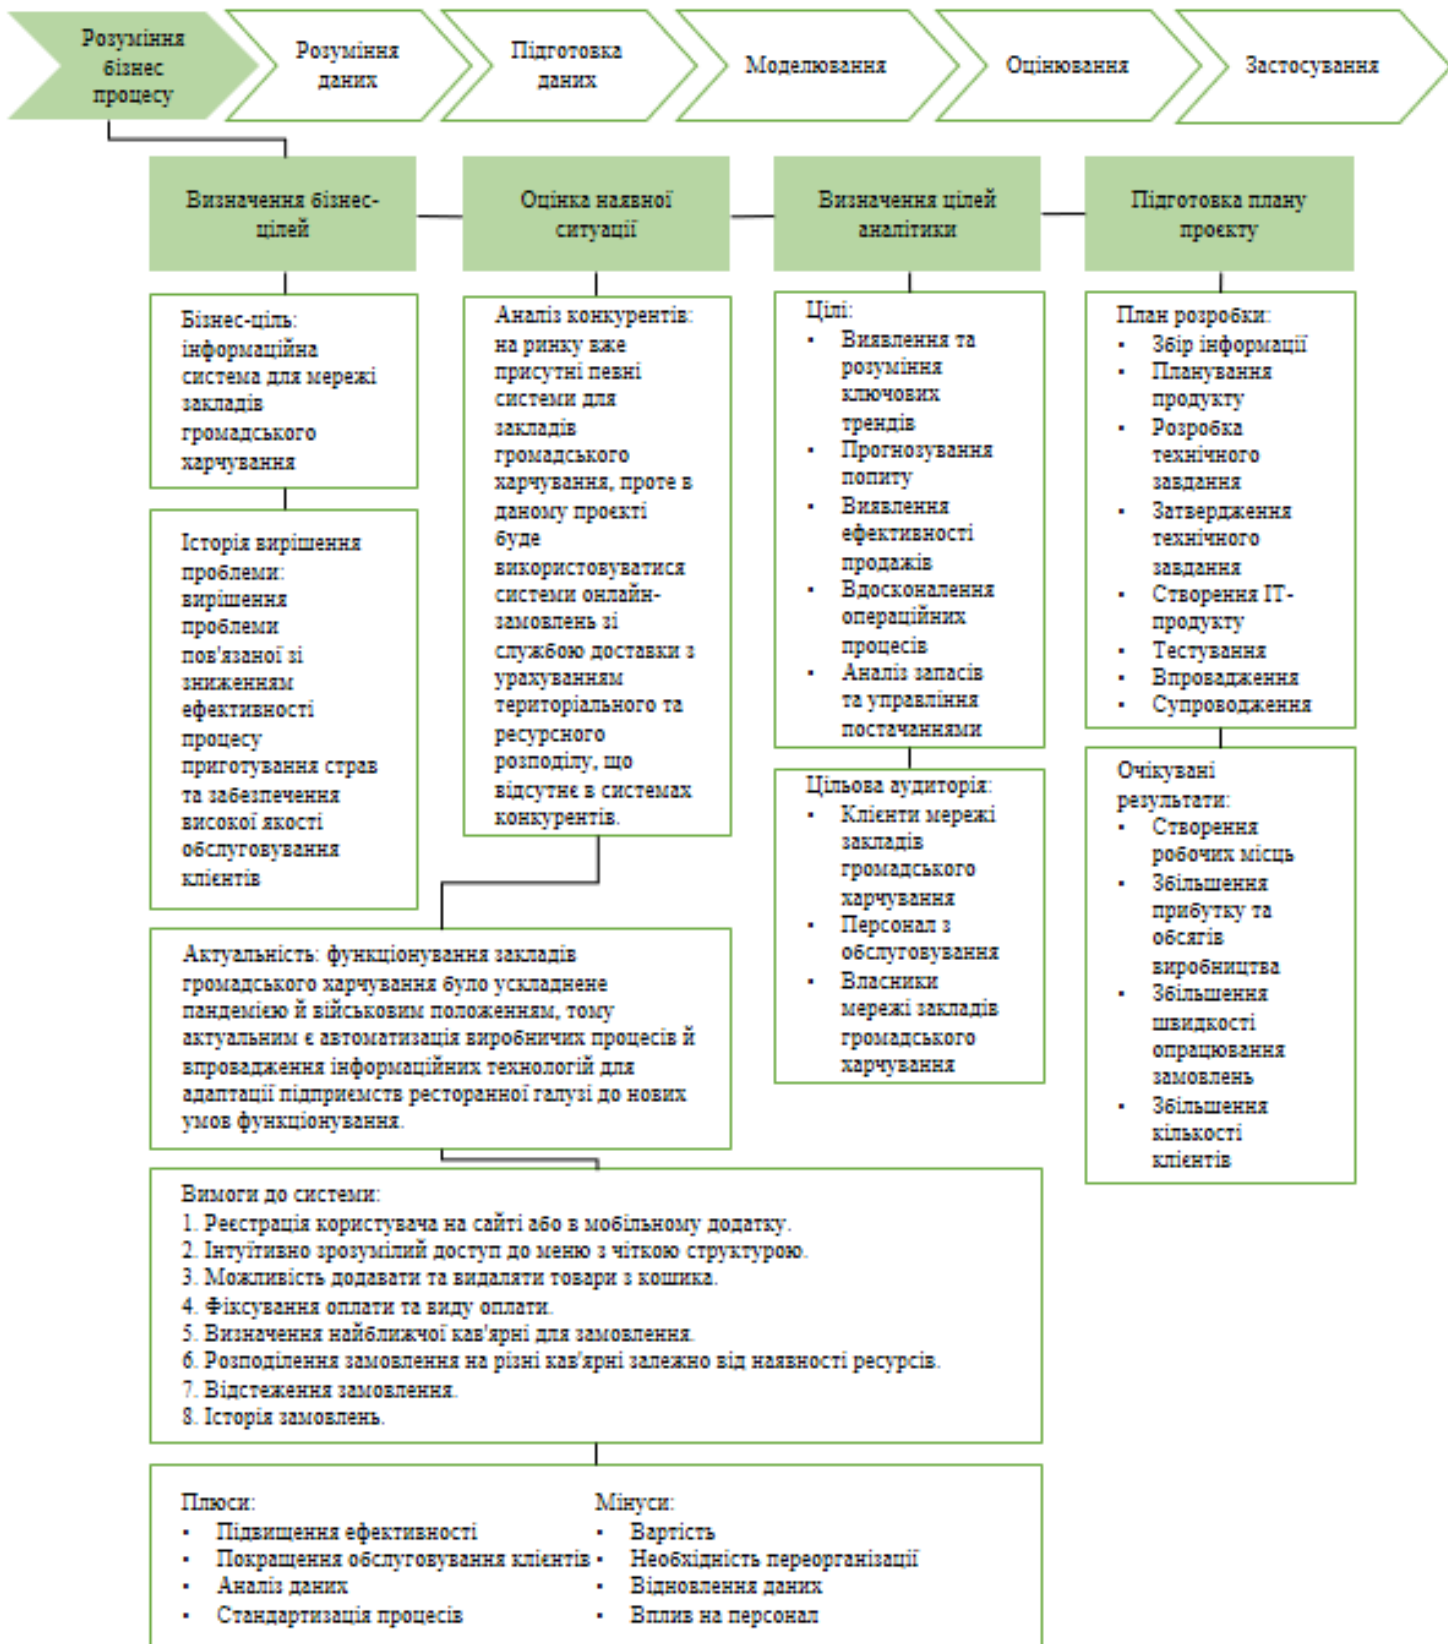 Розуміння
бізнес
процесу
Розуміння
даних
Підготовка
даних
Моделювання
Оцінювання
Застосування
Визначення бізнес-
цілей
Оцінка наявної
ситуації
Визначення цілей
аналітики
Підготовка плану
проєкту
Бізнес-ціль:
інформаційна
система для мережі
закладів
громадського
харчування
Історія вирішення
проблеми:
вирішення
проблеми
пов'язаної зі
зниженням
ефективності
процесу
приготування страв
та забезпечення
високої якості
обслуговування
клієнтів
Аналіз конкурентів:
на ринку вже
присутні певні
системи для
закладів
громадського
харчування, проте в
даному проєкті
буде
використовуватися
системи онлайн-
замовлень зі
службою доставки з
урахуванням
територіального та
ресурсного
розподілу, що
відсутнє в системах
конкурентів.
Цілі:
▪ Виявлення та
розуміння
ключових
трендів
▪ Прогнозування
попиту
▪ Виявлення
ефективності
продажів
▪ Вдосконалення
операційних
процесів
▪ Аналіз запасів
та управління
постачаннями
Цільова аудиторія:
▪ Клієнти мережі
закладів
громадського
харчування
▪ Персонал з
обслуговування
▪ Власники
мережі закладів
громадського
харчування
План розробки:
▪ Збір інформації
▪ Планування
продукту
▪ Розробка
технічного
завдання
▪ Затвердження
технічного
завдання
▪ Створення ІТ-
продукту
▪ Тестування
▪ Впровадження
▪ Супроводження
Очікувані
результати:
▪ Створення
робочих місць
▪ Збільшення
прибутку та
обсягів
виробництва
▪ Збільшення
швидкості
опрацювання
замовлень
▪ Збільшення
кількості
клієнтів
Актуальність: функціонування закладів
громадського харчування було ускладнене
пандемією й військовим положенням, тому
актуальним є автоматизація виробничих процесів й
впровадження інформаційних технологій для
адаптації підприємств ресторанної галузі до нових
умов функціонування.
Вимоги до системи:
1. Реєстрація користувача на сайті або в мобільному додатку.
2. Інтуїтивно зрозумілий доступ до меню з чіткою структурою.
3. Можливість додавати та видаляти товари з кошика.
4. Фіксування оплати та виду оплати.
5. Визначення найближчої кав'ярні для замовлення.
6. Розподілення замовлення на різні кав'ярні залежно від наявності ресурсів.
7. Відстеження замовлення.
8. Історія замовлень.
Плюси:
▪ Підвищення ефективності
▪ Покращення обслуговування клієнтів
▪ Аналіз даних
▪ Стандартизація процесів
Мінуси:
▪ Вартість
▪ Необхідність переорганізації
▪ Відновлення даних
▪ Вплив на персонал